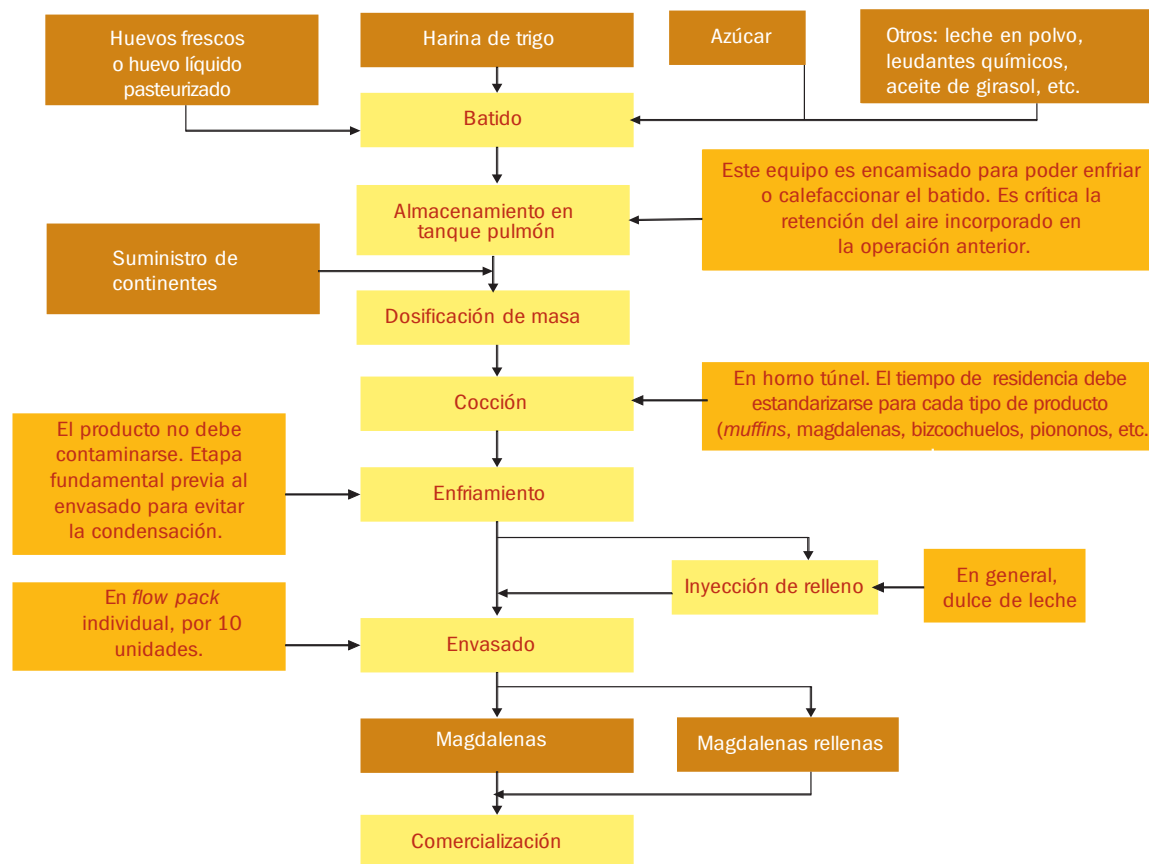 Huevos frescos
o huevo líquido
pasteurizado
Harina de trigo
Azúcar
Otros: leche en polvo,
leudantes químicos,
aceite de girasol, etc.
Batido
Este equipo es encamisado para poder enfriar
o calefaccionar el batido. Es crítica la
retención del aire incorporado en
la operación anterior.
Almacenamiento en
tanque pulmón
Suministro de
continentes
Dosificación de masa
En horno túnel. El tiempo de residencia debe
estandarizarse para cada tipo de producto
(muffins, magdalenas, bizcochuelos, piononos, etc.
Cocción
El producto no debe
contaminarse. Etapa
fundamental previa al
envasado para evitar
la condensación.
Enfriamiento
Inyección de relleno
En general,
dulce de leche
En flow pack
individual, por 10
unidades.
Envasado
Magdalenas
Magdalenas rellenas
Comercialización